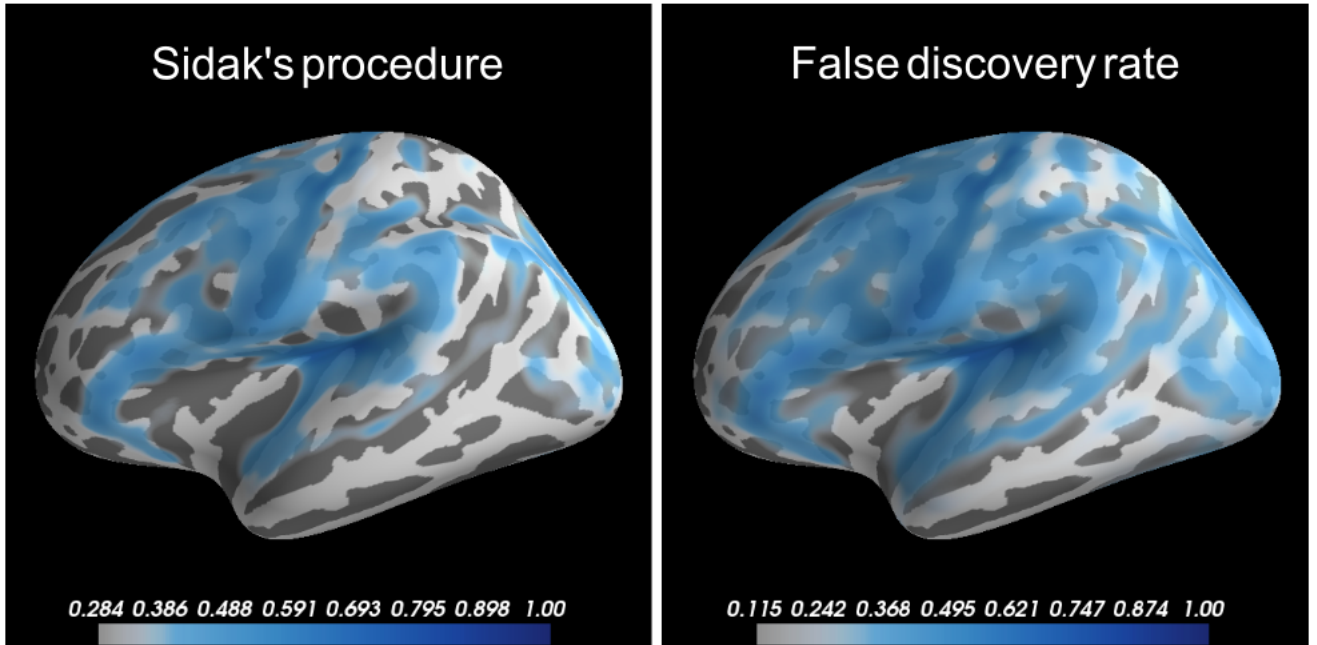 Sidak's procedure
False discovery rate
0.284 0.386 0.488 0.591 0.693 0.795 0.898 1.00
0.115 0.242 0.368 0.495 0.621 0.747 0.874 1.00